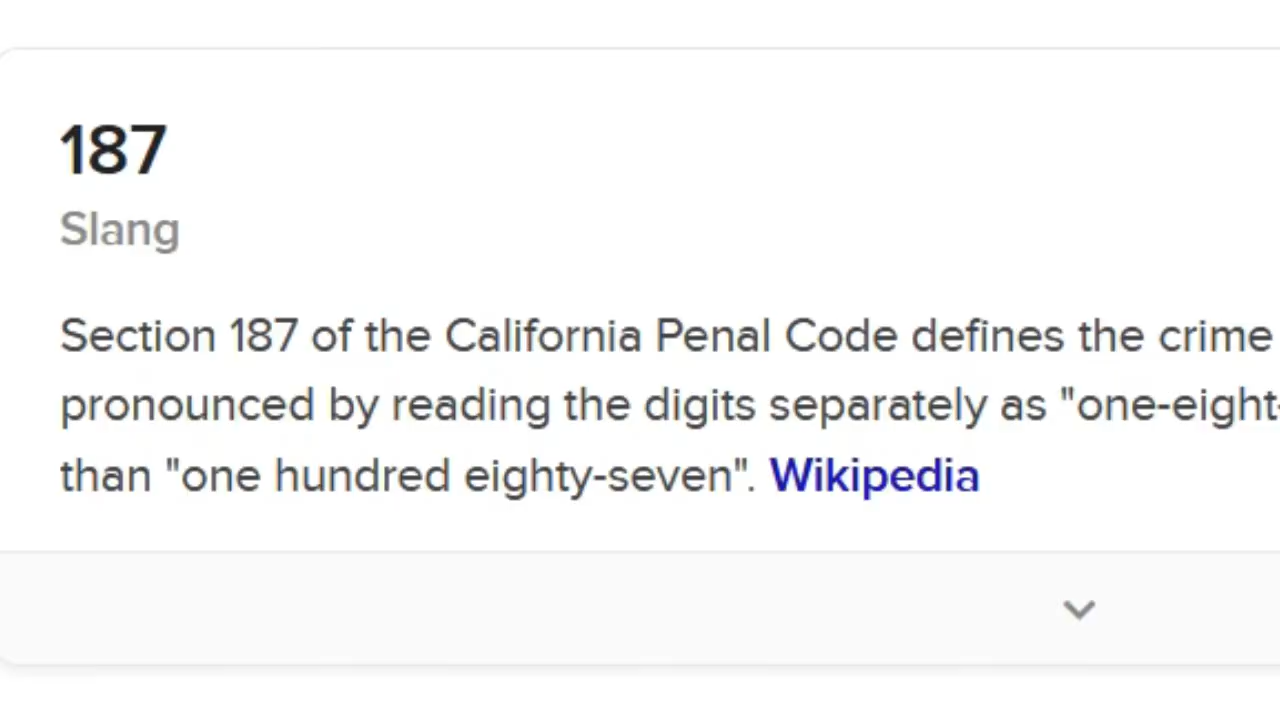 187
Slang
Section 187 of the California Penal Code defines the crime
pronounced by reading the digits separately as "one-eight-
than "one hundred eighty-seven". Wikipedia